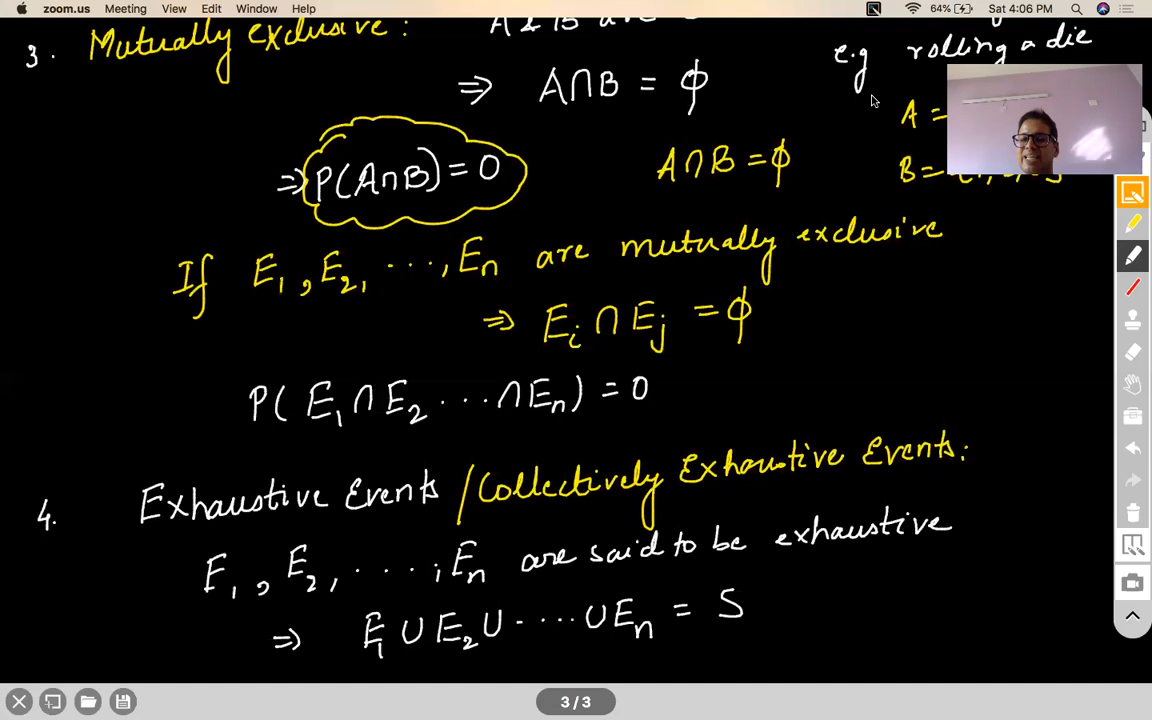 zoom.us Meeting View Edit Window Help 64% Sat 4:06 PM
3. Mutually exclusive: A & B are
⇒ A∩B = ϕ
e.g rolling a die
A =
⇒ P(A∩B) = 0
A∩B = ϕ
B =
If E₁, E₂, ..., Eₙ are mutually exclusive
⇒ Eᵢ ∩ Eⱼ = ϕ
P( E₁∩E₂ ... ∩Eₙ) = 0
4. Exhaustive Events /Collectively Exhaustive Events:
E₁, E₂, ...., Eₙ are said to be exhaustive
⇒ E₁ ∪ E₂ ∪ .... ∪ Eₙ = S
3/3